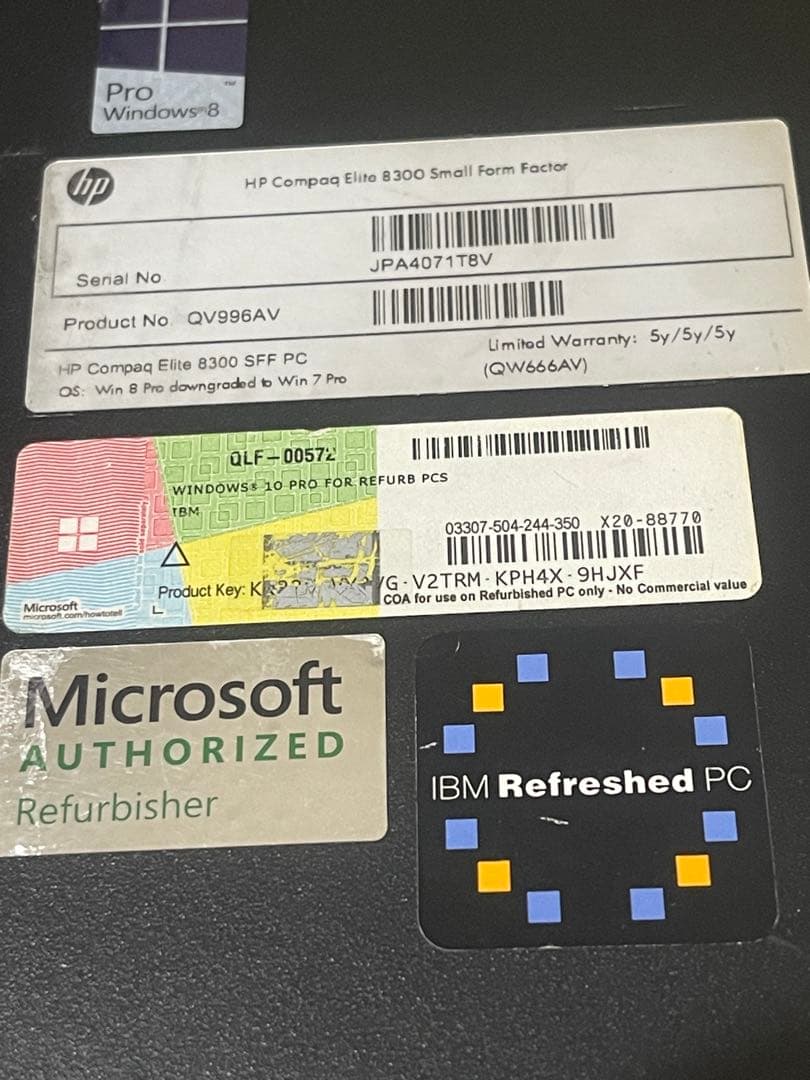 Pro
Windows 8
hp
HP Compaq Elite 8300 Small Form Factor
Serial No
JPA4071T8V
Product No QV996AV
HP Compaq Elite 8300 SFF PC
Limited Warranty: 5y/5y/5y
OS: Win 8 Pro downgraded to Win 7 Pro
(QW666AV)
QLF-00572
WINDOWS® 10 PRO FOR REFURB PCS
IBM
03307-504-244-350 X20-88770
Product Key:
V2TRM-KPH4X-9HJXF
COA for use on Refurbished PC only - No Commercial value
Microsoft
microsoft.com/howtotell
Microsoft
AUTHORIZED
Refurbisher
IBM Refreshed PC